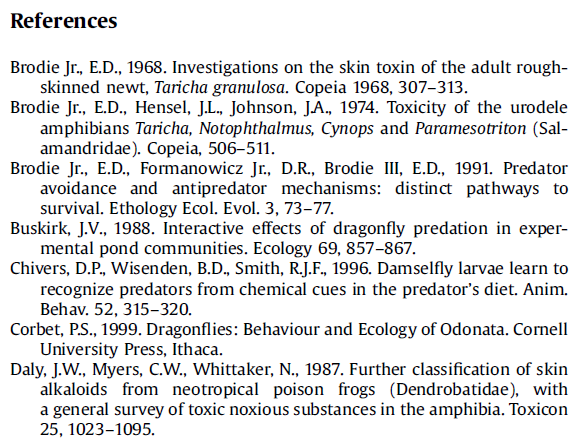 References
Brodie Jr., E.D., 1968. Investigations on the skin toxin of the adult rough-
skinned newt, Taricha granulosa. Copeia 1968, 307–313.
Brodie Jr., E.D., Hensel, J.L., Johnson, J.A., 1974. Toxicity of the urodele
amphibians Taricha, Notophthalmus, Cynops and Paramesotriton (Sal-
amandridae). Copeia, 506–511.
Brodie Jr., E.D., Formanowicz Jr., D.R., Brodie III, E.D., 1991. Predator
avoidance and antipredator mechanisms: distinct pathways to
survival. Ethology Ecol. Evol. 3, 73–77.
Buskirk, J.V., 1988. Interactive effects of dragonfly predation in exper-
mental pond communities. Ecology 69, 857–867.
Chivers, D.P., Wisenden, B.D., Smith, R.J.F., 1996. Damselfly larvae learn to
recognize predators from chemical cues in the predator's diet. Anim.
Behav. 52, 315–320.
Corbet, P.S., 1999. Dragonflies: Behaviour and Ecology of Odonata. Cornell
University Press, Ithaca.
Daly, J.W., Myers, C.W., Whittaker, N., 1987. Further classification of skin
alkaloids from neotropical poison frogs (Dendrobatidae), with
a general survey of toxic noxious substances in the amphibia. Toxicon
25, 1023–1095.